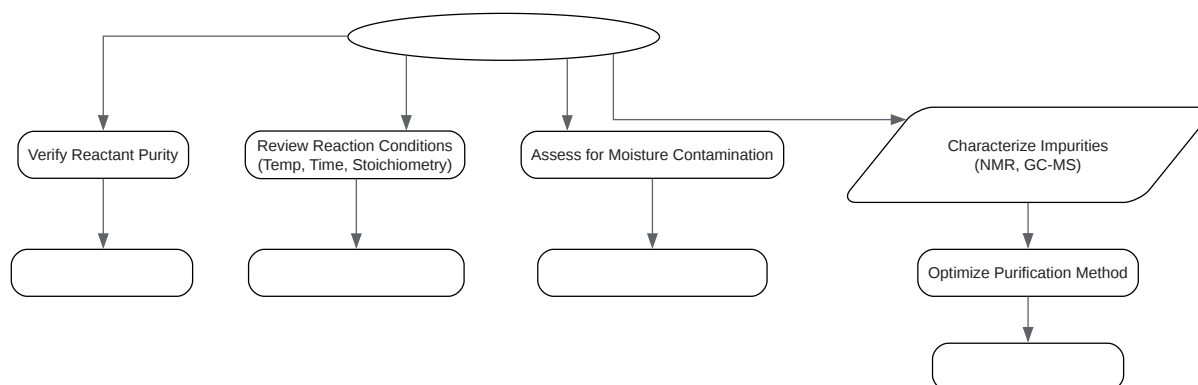 Verify Reactant Purity
Review Reaction Conditions
(Temp, Time, Stoichiometry)
Assess for Moisture Contamination
Characterize Impurities
(NMR, GC-MS)
Optimize Purification Method